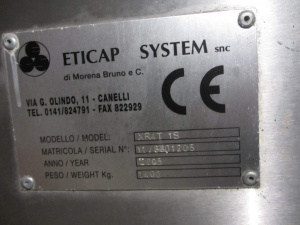 ETICAP SYSTEM snc
di Morena Bruno e C.
CE
VIA G. OLINDO, 11 - CANELLI
TEL. 0141/824791 - FAX 822929
MODELLO / MODEL:
MATRICOLA / SERIAL N°:
ANNO / YEAR
PESO / WEIGHT Kg.